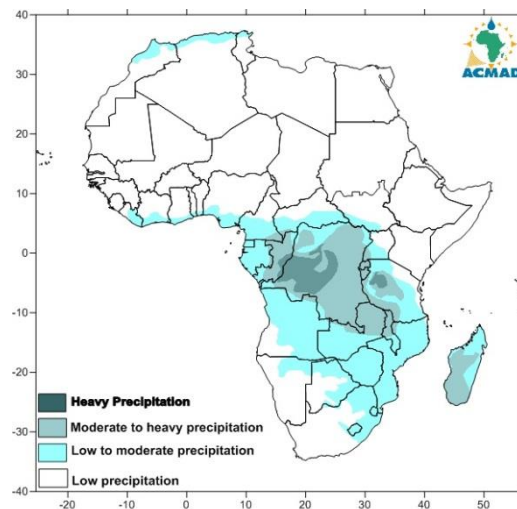 ACMAD
40
30
20
10
0
-10
-20
-30
-40
Heavy Precipitation
Moderate to heavy precipitation
Low to moderate precipitation
Low precipitation
-20 -10 0 10 20 30 40 50